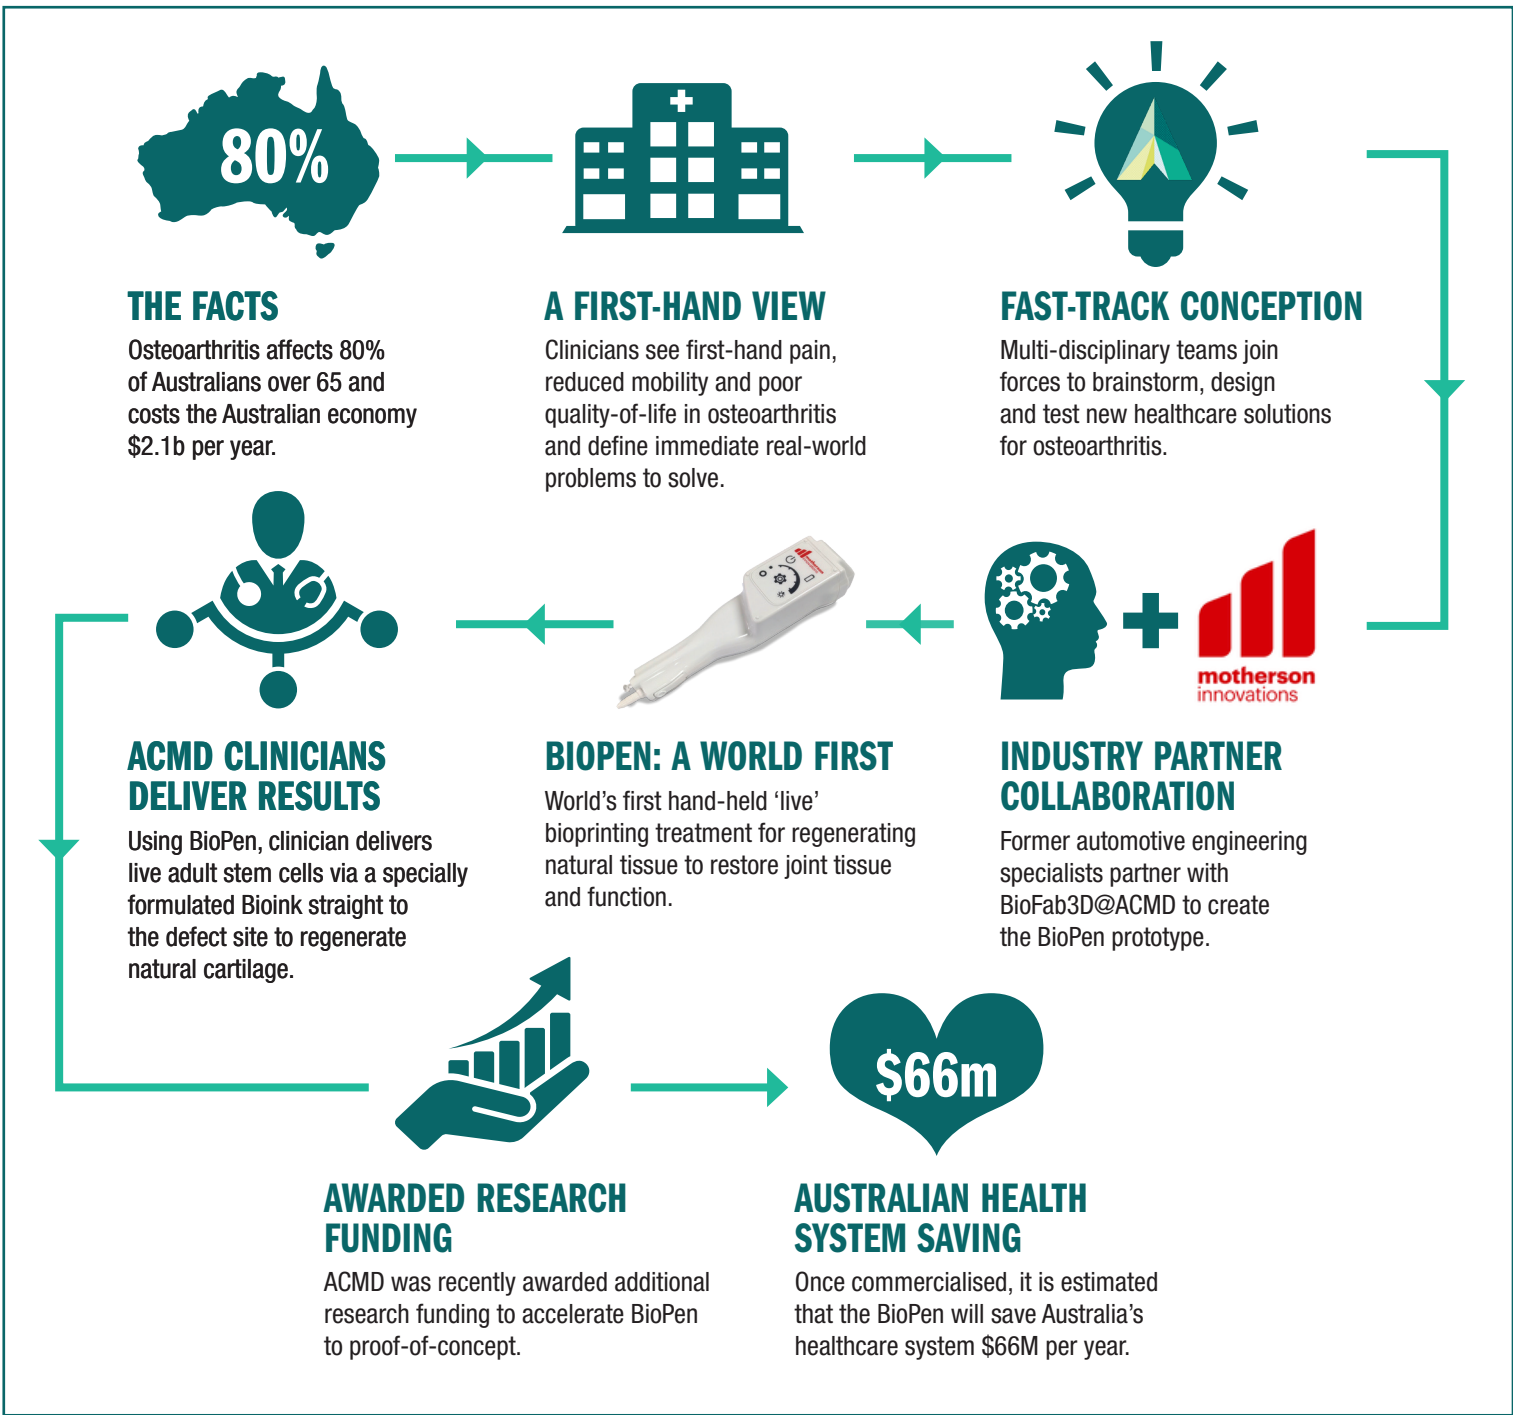 80%
THE FACTS
Osteoarthritis affects 80%
of Australians over 65 and
costs the Australian economy
$2.1b per year.
A FIRST-HAND VIEW
Clinicians see first-hand pain,
reduced mobility and poor
quality-of-life in osteoarthritis
and define immediate real-world
problems to solve.
FAST-TRACK CONCEPTION
Multi-disciplinary teams join
forces to brainstorm, design
and test new healthcare solutions
for osteoarthritis.
motherson
innovations
INDUSTRY PARTNER
COLLABORATION
Former automotive engineering
specialists partner with
BioFab3D@ACMD to create
the BioPen prototype.
motherson
BIOPEN: A WORLD FIRST
World’s first hand-held ‘live’
bioprinting treatment for regenerating
natural tissue to restore joint tissue
and function.
ACMD CLINICIANS
DELIVER RESULTS
Using BioPen, clinician delivers
live adult stem cells via a specially
formulated Bioink straight to
the defect site to regenerate
natural cartilage.
AWARDED RESEARCH
FUNDING
ACMD was recently awarded additional
research funding to accelerate BioPen
to proof-of-concept.
$66m
AUSTRALIAN HEALTH
SYSTEM SAVING
Once commercialised, it is estimated
that the BioPen will save Australia’s
healthcare system $66M per year.